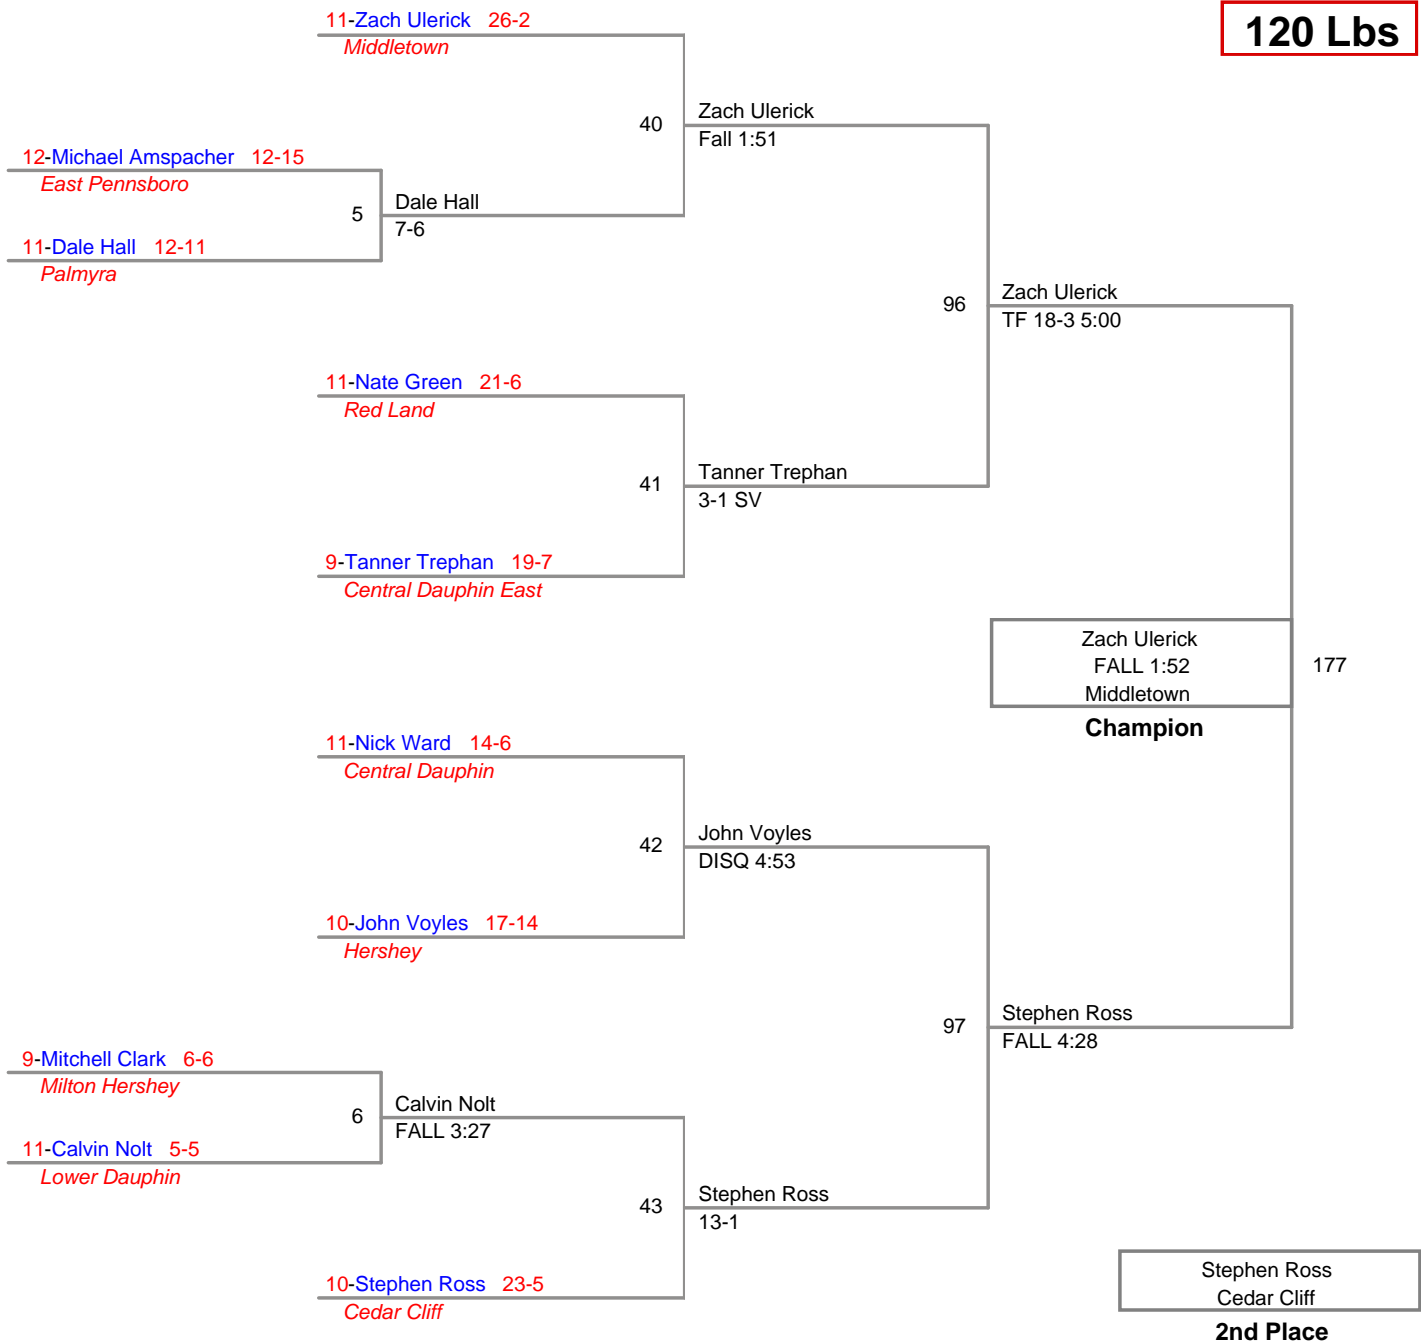 11-Zach Ulerick 26-2
Middletown
120 Lbs
40
Zach Ulerick
Fall 1:51
12-Michael Amspacher 12-15
East Pennsboro
5
Dale Hall
7-6
11-Dale Hall 12-11
Palmyra
96
Zach Ulerick
TF 18-3 5:00
11-Nate Green 21-6
Red Land
41
Tanner Trephan
3-1 SV
9-Tanner Trephan 19-7
Central Dauphin East
Zach Ulerick
FALL 1:52
Middletown
177
Champion
11-Nick Ward 14-6
Central Dauphin
42
John Voyles
DISQ 4:53
10-John Voyles 17-14
Hershey
97
Stephen Ross
FALL 4:28
9-Mitchell Clark 6-6
Milton Hershey
6
Calvin Nolt
FALL 3:27
11-Calvin Nolt 5-5
Lower Dauphin
43
Stephen Ross
13-1
10-Stephen Ross 23-5
Cedar Cliff
Stephen Ross
Cedar Cliff
2nd Place